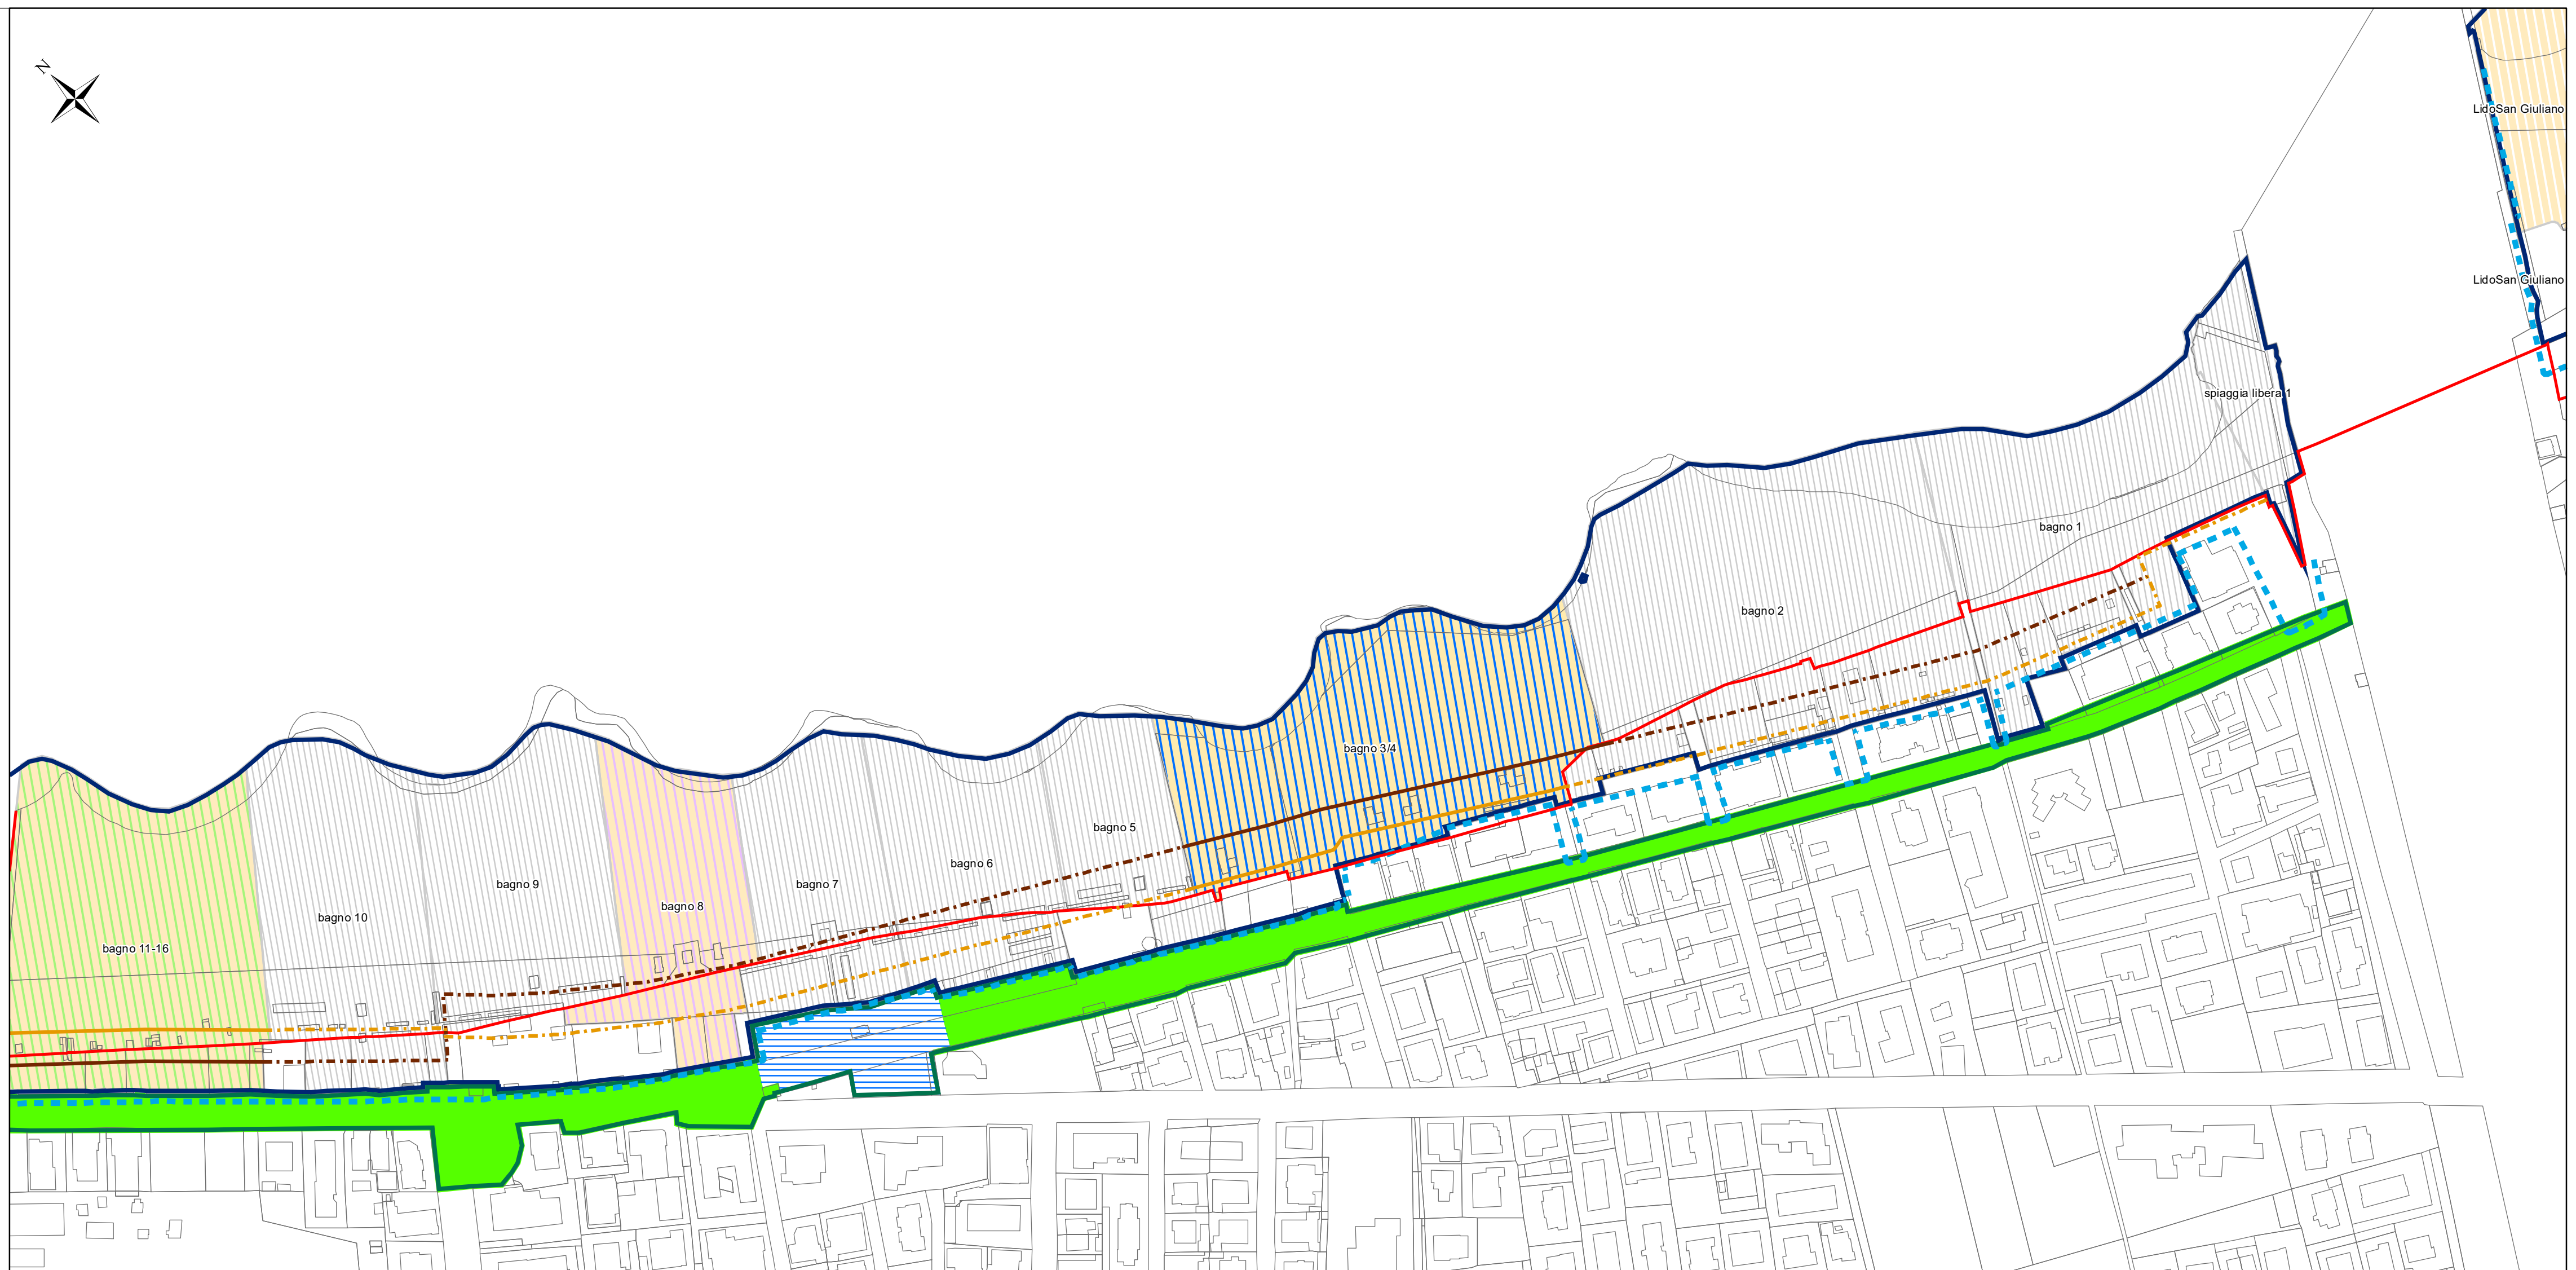 N
LidoSan Giuliano
LidoSan Giuliano
spiaggia libera 1
bagno 1
bagno 2
bagno 3/4
bagno 5
bagno 6
bagno 7
bagno 8
bagno 9
bagno 10
bagno 11-16